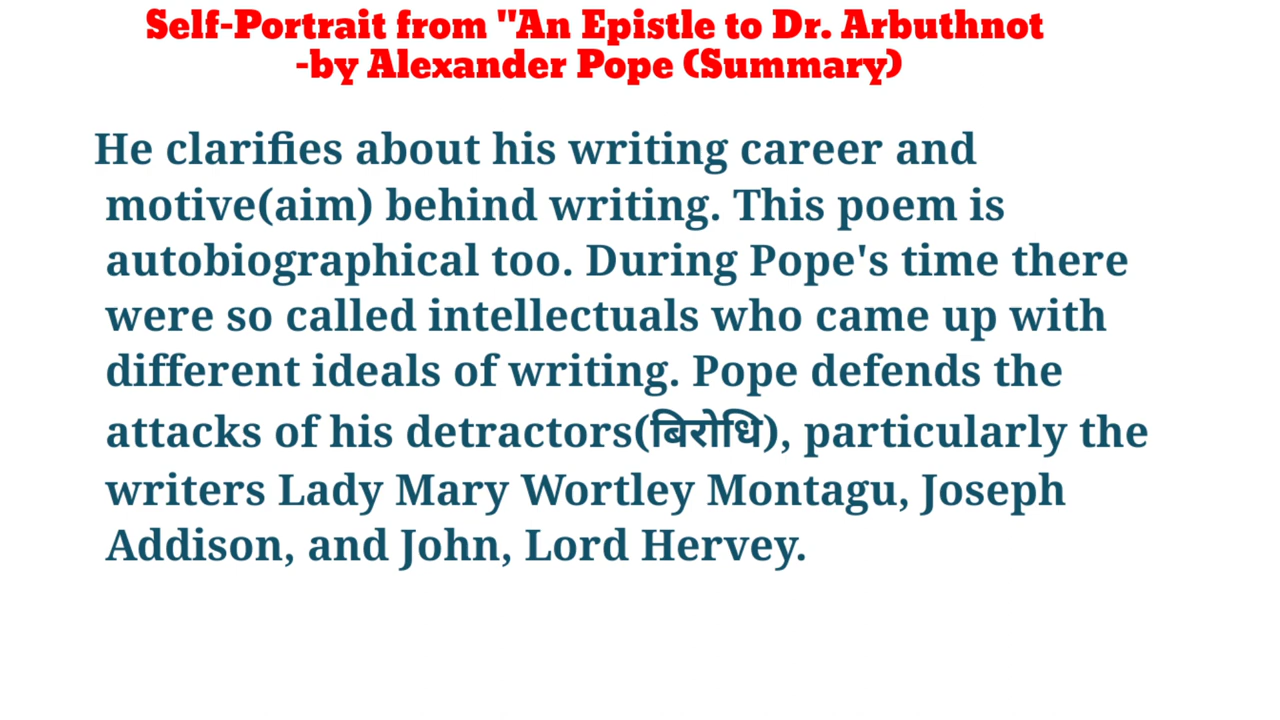 Self-Portrait from "An Epistle to Dr. Arbuthnot
-by Alexander Pope (Summary)
He clarifies about his writing career and
motive(aim) behind writing. This poem is
autobiographical too. During Pope's time there
were so called intellectuals who came up with
different ideals of writing. Pope defends the
attacks of his detractors(बिरोधि), particularly the
writers Lady Mary Wortley Montagu, Joseph
Addison, and John, Lord Hervey.